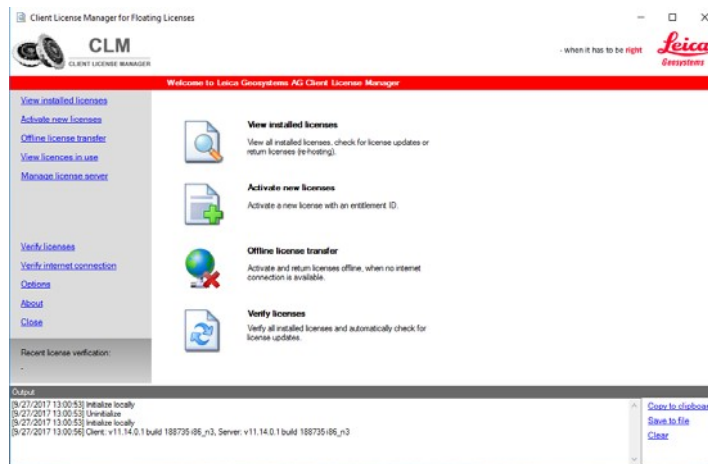 Client License Manager for Floating Licenses
CLM
CLIENT LICENSE MANAGER
- when it has to be right
Leica
Geosystems
Welcome to Leica Geosystems AG Client License Manager
View installed licenses
Activate new licenses
Offline license transfer
View licences in use
Manage license server
Verify licenses
Verify internet connection
Options
About
Close
Recent license verification:
-
View installed licenses
View all installed licenses, check for license updates or
return licenses (re-hosting).
Activate new licenses
Activate a new license with an entitlement ID.
Offline license transfer
Activate and return licenses offline, when no internet
connection is available.
Verify licenses
Verify all installed licenses and automatically check for
license updates.
Output
[9/27/2017 13:00:53] Initialize locally
[9/27/2017 13:00:53] Uninitialize
[9/27/2017 13:00:53] Initialize locally
[9/27/2017 13:00:56] Client: v11.14.0.1 build 188735 i86_n3, Server: v11.14.0.1 build 188735 i86_n3
Copy to clipboard
Save to file
Clear